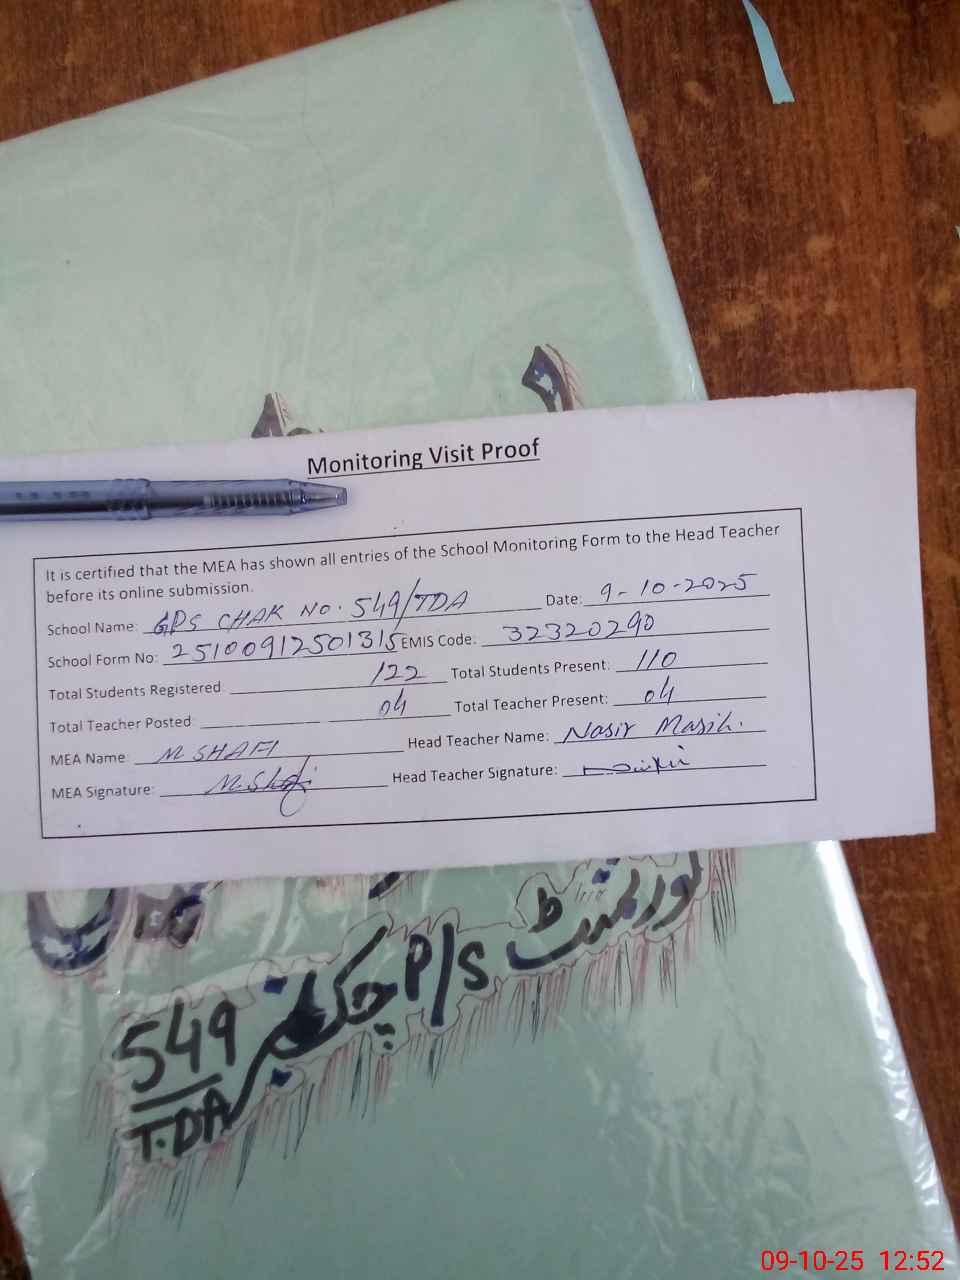 Monitoring Visit Proof
It is certified that the MEA has shown all entries of the School Monitoring Form to the Head Teacher
before its online submission.
School Name: GPS CHAK NO. 549/TDA Date: 9-10-2025
School Form No: 25100912501315 EMIS Code: 32320290
Total Students Registered: 122 Total Students Present: 110
Total Teacher Posted: 04 Total Teacher Present: 04
MEA Name: M SHAFI Head Teacher Name: Nasir Masih.
MEA Signature: M.Shafi Head Teacher Signature:
گورنمنٹ P/S چک نمبر 549
T.DA
09-10-25 12:52